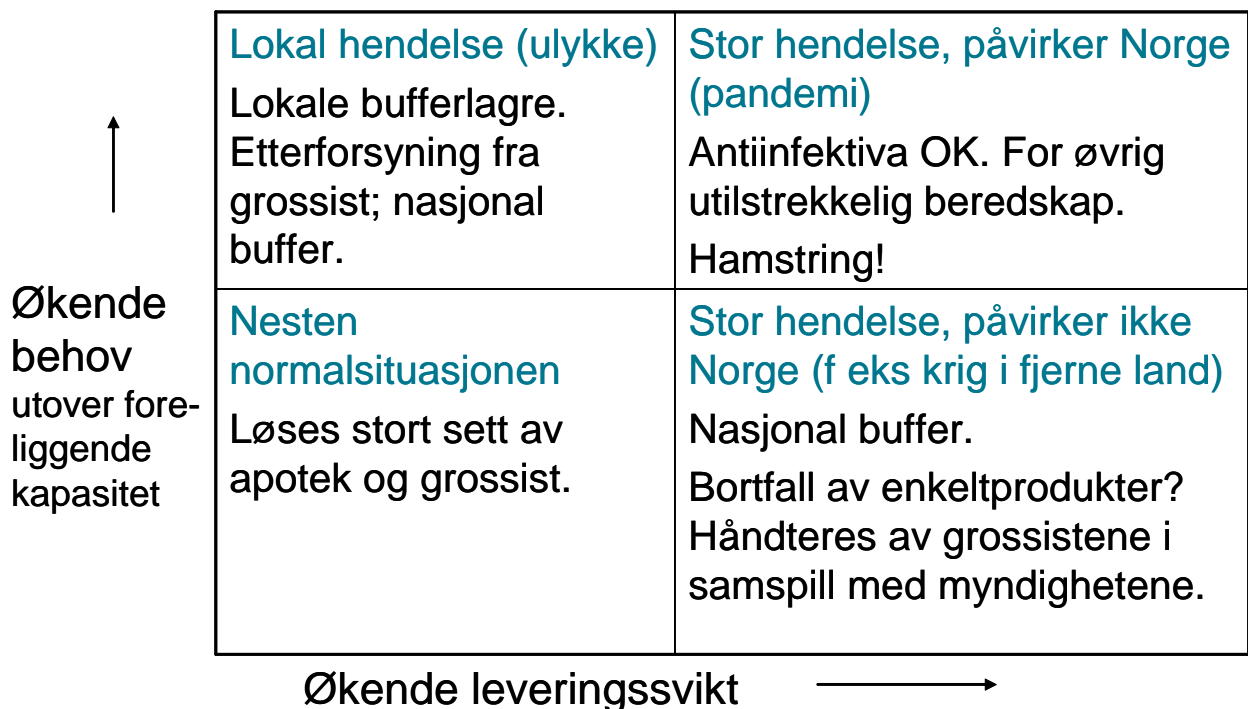 Lokal hendelse (ulykke)
Lokale bufferlagre.
Etterforsyning fra
grossist; nasjonal
buffer.
Stor hendelse, påvirker Norge
(pandemi)
Antiinfektiva OK. For øvrig
utilstrekkelig beredskap.
Hamstring!
Økende
behov
utover fore-
liggende
kapasitet
Nesten
normalsituasjonen
Løses stort sett av
apotek og grossist.
Stor hendelse, påvirker ikke
Norge (f eks krig i fjerne land)
Nasjonal buffer.
Bortfall av enkeltprodukter?
Håndteres av grossistene i
samspill med myndighetene.
Økende leveringssvikt